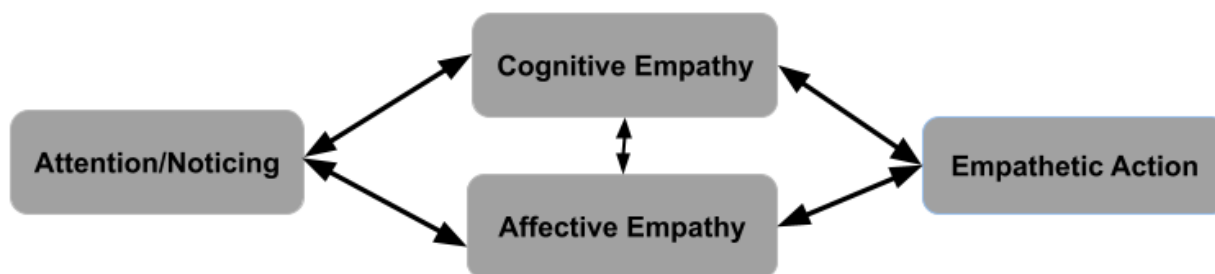 Cognitive Empathy
Attention/Noticing
Empathetic Action
Affective Empathy